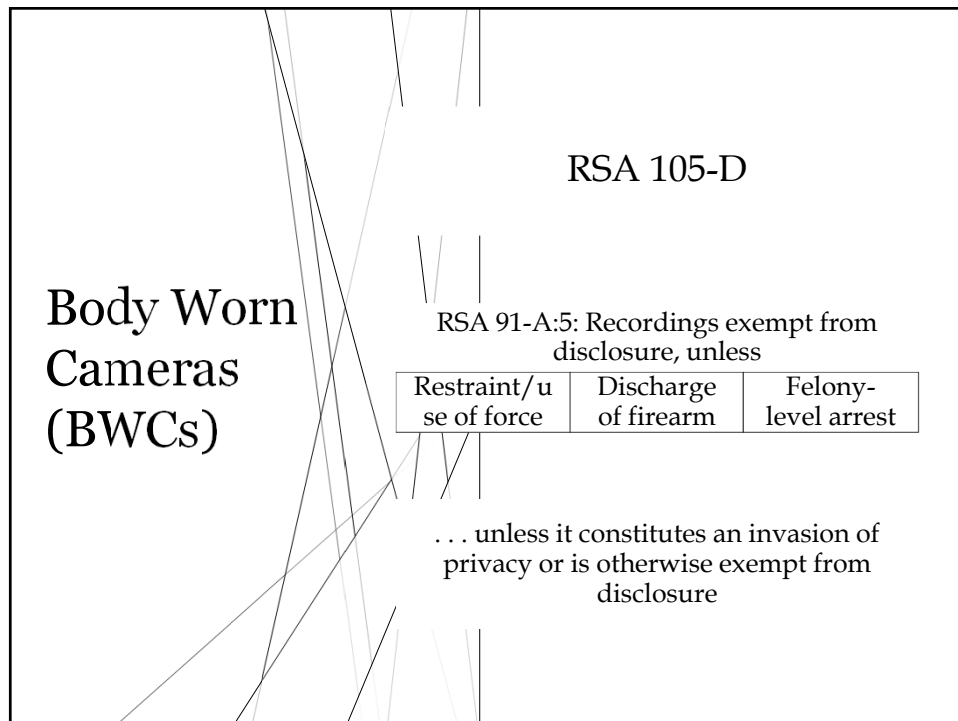 Body Worn
Cameras
(BWCs)
RSA 105-D
RSA 91-A:5: Recordings exempt from
disclosure, unless
Restraint/u
se of force
Discharge
of firearm
Felony-
level arrest
. . . unless it constitutes an invasion of
privacy or is otherwise exempt from
disclosure